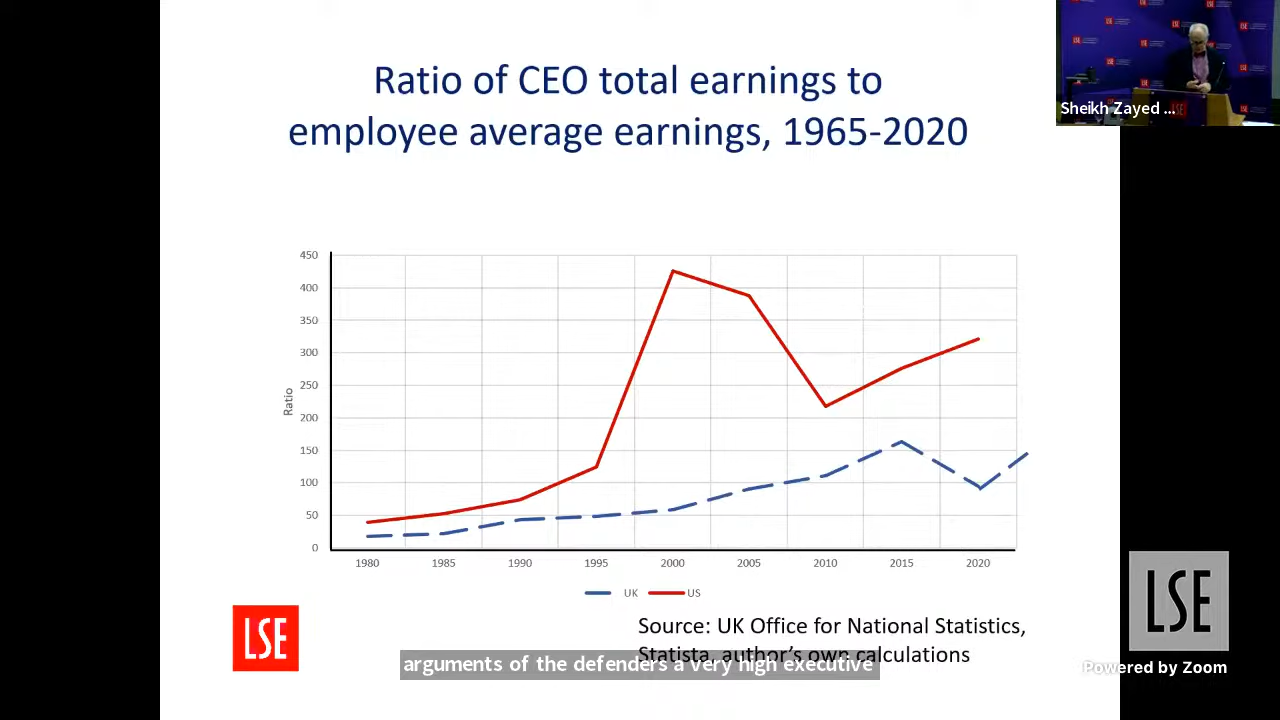 Ratio of CEO total earnings to
employee average earnings, 1965-2020
LSE
Sheikh Zayed ...
450
400
350
300
250
200
150
100
50
0
Ratio
1980 1985 1990 1995 2000 2005 2010 2015 2020
UK US
Source: UK Office for National Statistics,
Statista, author's own calculations
LSE
arguments of the defenders a very high executive
LSE
Powered by Zoom